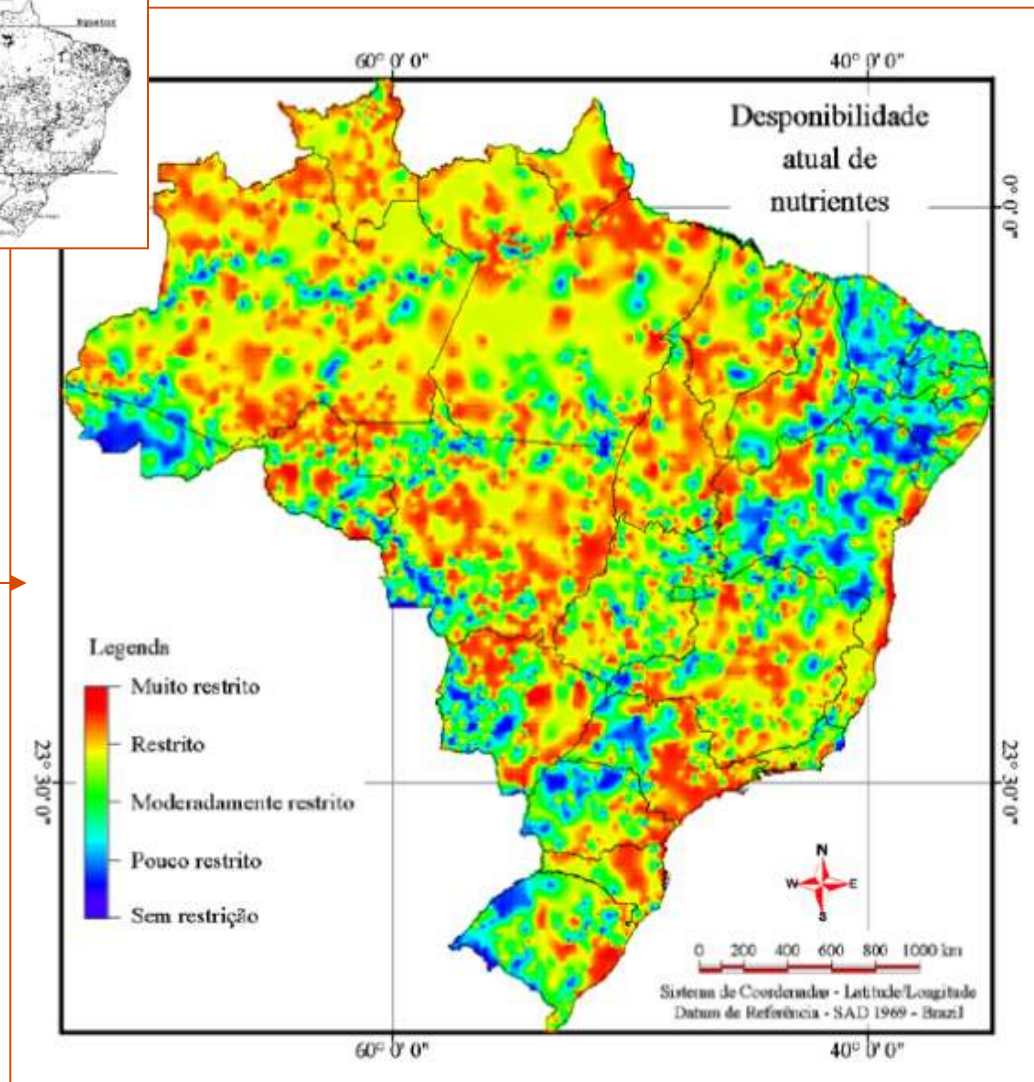 Equator
60° 0' 0"
40° 0' 0"
Desponibilidade
atual de
nutrientes
0° 0' 0"
Legenda
Muito restrito
Restrito
Moderadamente restrito
Pouco restrito
Sem restrição
23° 30' 0"
23° 30' 0"
N
W
E
S
0 200 400 600 800 1000 km
Sistema de Coordenadas - Latitude/Longitude
Datum de Referência - SAD 1969 - Brazil
60° 0' 0"
40° 0' 0"